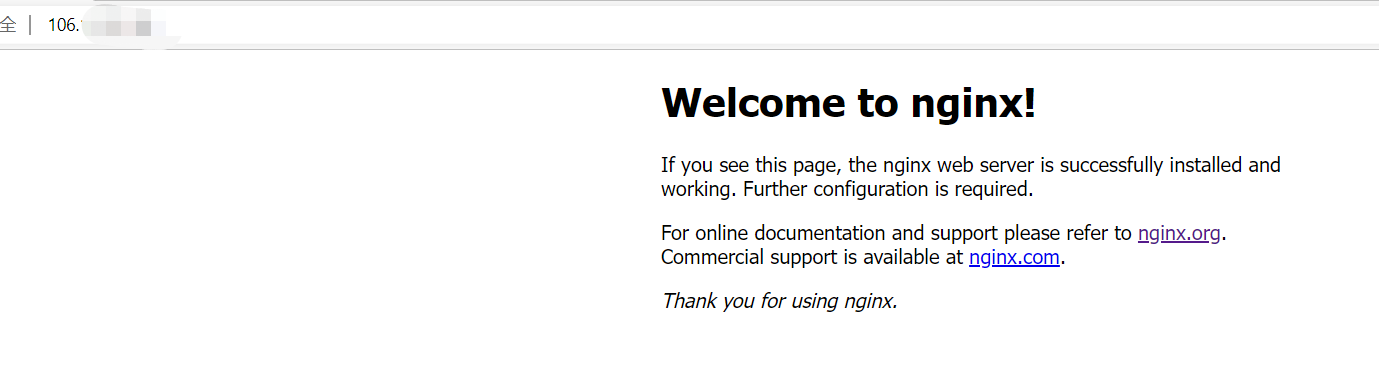 全 | 106.
Welcome to nginx!
If you see this page, the nginx web server is successfully installed and
working. Further configuration is required.
For online documentation and support please refer to nginx.org.
Commercial support is available at nginx.com.
Thank you for using nginx.